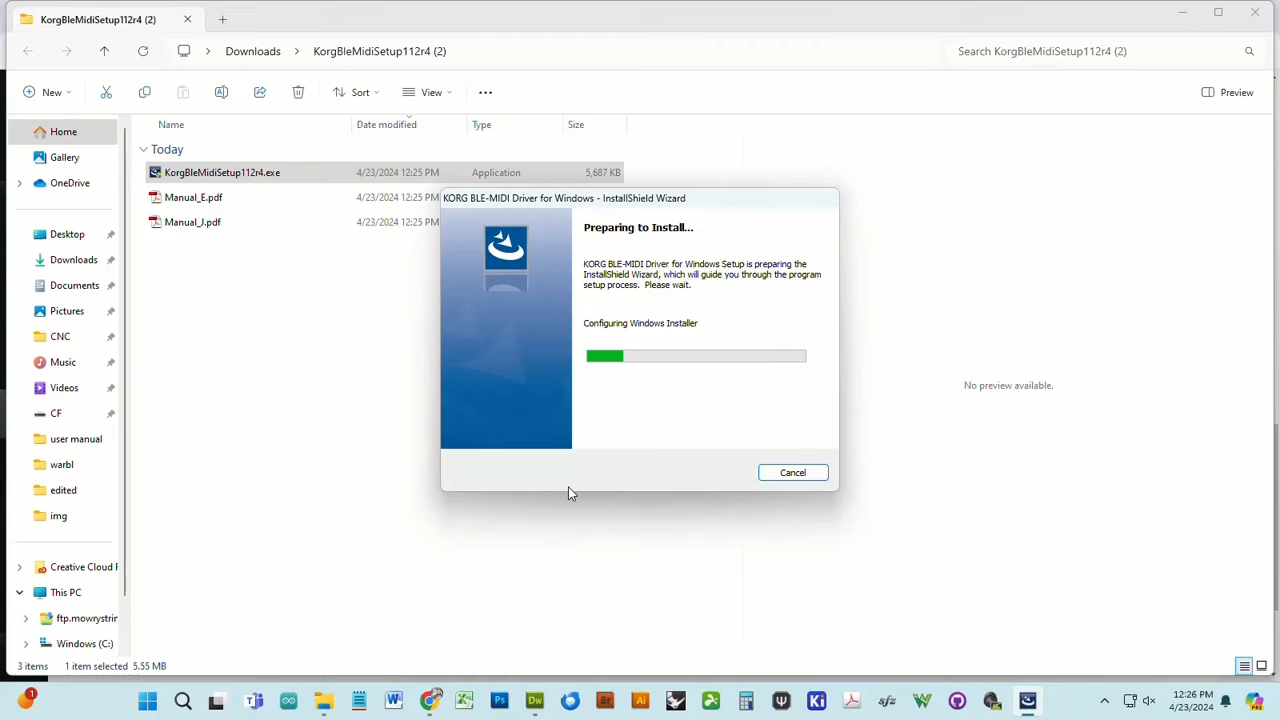 KorgBleMidiSetup112r4 (2)
Downloads
KorgBleMidiSetup112r4 (2)
Search KorgBleMidiSetup112r4 (2)
New
Sort
View
Preview
Home
Gallery
OneDrive
Desktop
Downloads
Documents
Pictures
CNC
Music
Videos
CF
user manual
warbl
edited
img
Creative Cloud F
This PC
ftp.mowrystrin
Windows (C:)
Name
Date modified
Type
Size
Today
KorgBleMidiSetup112r4.exe
4/23/2024 12:25 PM
Application
5,687 KB
Manual_E.pdf
4/23/2024 12:25 PM
Manual_J.pdf
4/23/2024 12:25 PM
KORG BLE-MIDI Driver for Windows - InstallShield Wizard
Preparing to Install...
KORG BLE-MIDI Driver for Windows Setup is preparing the
InstallShield Wizard, which will guide you through the program
setup process. Please wait.
Configuring Windows Installer
Cancel
No preview available.
3 items
1 item selected 5.55 MB
12:26 PM
4/23/2024